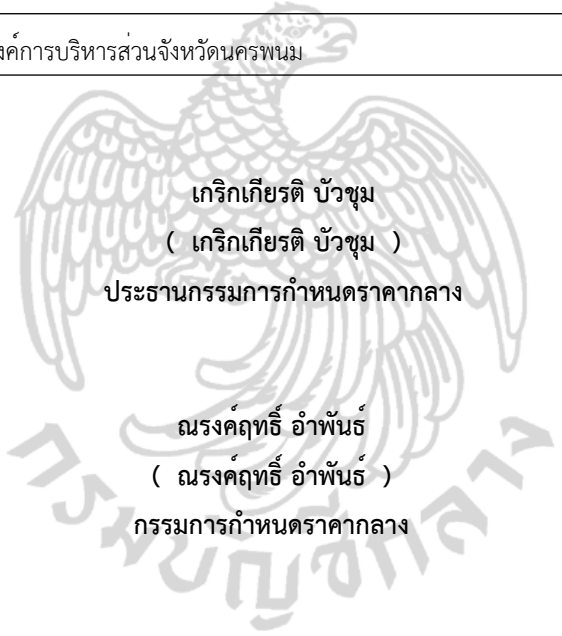 งค์การบริหารส่วนจังหวัดนครพนม
เกริกเกียรติ บัวชุม
( เกริกเกียรติ บัวชุม )
ประธานกรรมการกำหนดราคากลาง
ณรงค์ฤทธิ์ อำพันธ์
( ณรงค์ฤทธิ์ อำพันธ์ )
กรรมการกำหนดราคากลาง
กรมบัญชีกลาง